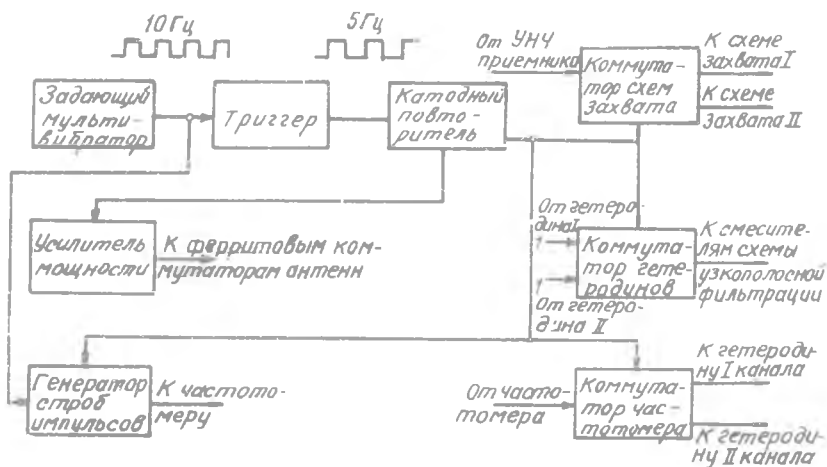 10 Гц
5 Гц
От УНЧ
приемника
Коммута-
тор схем
захвата
К схеме
захвата I
К схеме
захвата II
Задающий
мульти-
вибратор
Триггер
Катодный
повто-
ритель
Усилитель
мощности
К ферритовым ком-
мутаторам антенн
От гетеро-
дина I
Коммута-
тор гете-
родинов
От гетеро-
дина II
К смесите-
лям схемы
узкополосной
фильтрации
Генератор
строб
импульсов
К частото-
меру
От часто-
томера
Коммута-
тор час-
тотомера
К гетероди-
ну I канала
К гетероди-
ну II канала